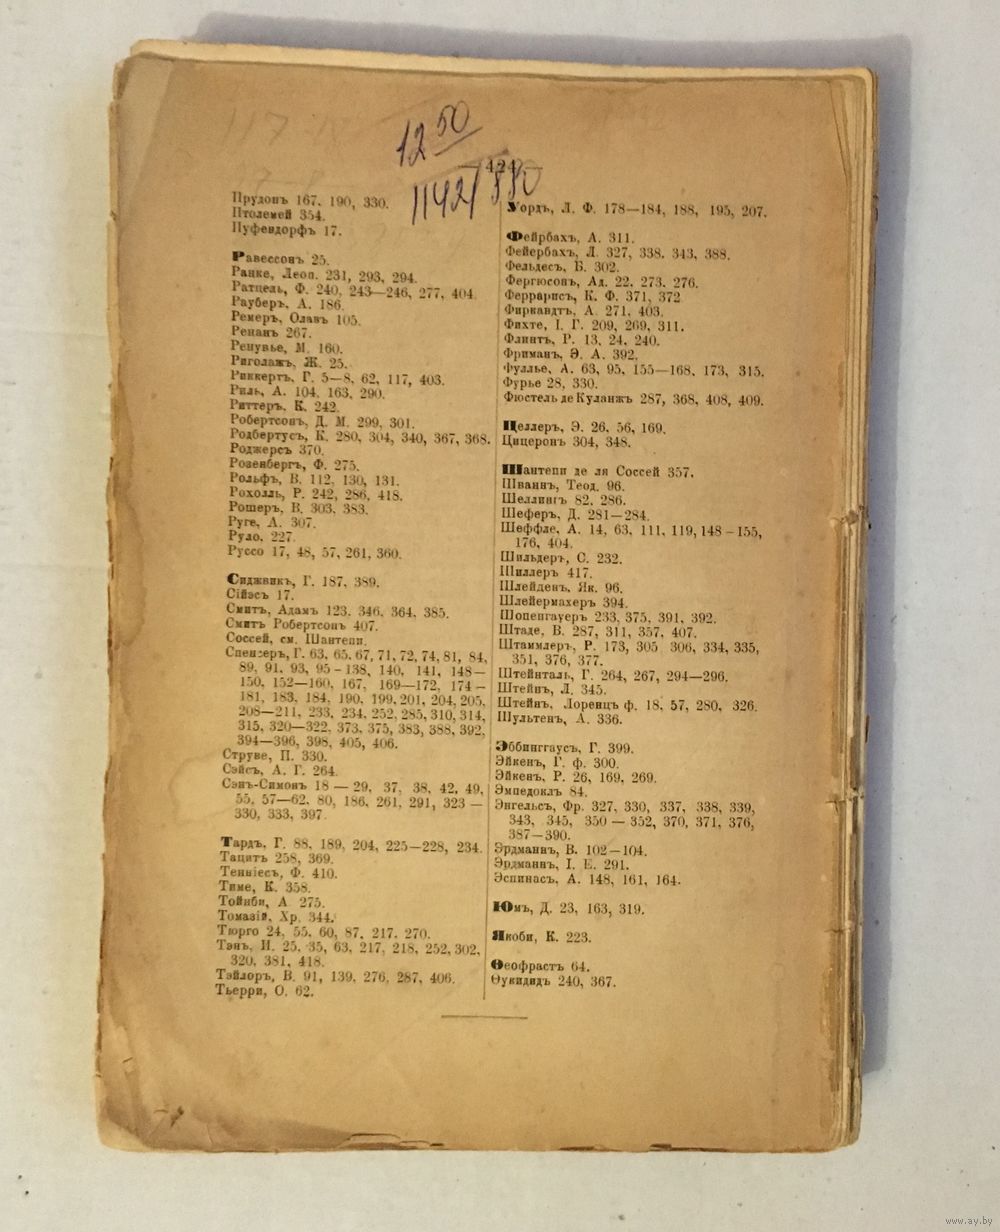 12 50
11421 880
— 424 —
Прудонъ 167, 190, 330.
Птолемей 354.
Пуфендорфъ 17.
Равессонъ 25.
Ранке, Леоп. 231, 293, 294.
Ратцель, Ф. 240, 243—246, 277, 404.
Рауберъ, А. 186.
Ремеръ, Олавъ 105.
Ренанъ 267.
Ренувье, М. 160.
Риголажъ, Ж. 25.
Риккертъ, Г. 5—8, 62, 117, 403.
Риль, А. 104, 163, 290.
Риттеръ, К. 242.
Робертсонъ, Д. М. 299, 301.
Родбертусъ, К. 280, 304, 340, 367, 368.
Роджерсъ 370.
Розенбергъ, Ф. 275.
Рольфъ, В. 112, 130, 131.
Рохолль, Р. 242, 286, 418.
Рошеръ, В. 303, 383.
Руге, А. 307.
Руло, 227.
Руссо 17, 48, 57, 261, 360.
Сиджвикъ, Г. 187, 389.
Сійэсъ 17.
Смитъ, Адамъ 123, 346, 364, 385.
Смитъ Робертсонъ 407.
Соссей, см. Шантепи.
Спенсеръ, Г. 63, 65, 67, 71, 72, 74, 81, 84,
89, 91, 93, 95-138, 140, 141, 148—
150, 152—160, 167, 169—172, 174-
181, 183, 184, 190, 199, 201, 204, 205,
208—211, 233, 234, 252, 285, 310, 314,
315, 320—322, 373, 375, 383, 388, 392,
394—396, 398, 405, 406.
Струве, П. 330.
Сэйсъ, А. Г. 264.
Сэнъ-Симонъ 18 — 29, 37, 38, 42, 49,
55, 57—62, 80, 186, 261, 291, 323 —
330, 333, 397.
Тардъ, Г. 88, 189, 204, 225—228, 234.
Тацитъ 258, 369.
Тенніесъ, Ф. 410.
Тиме, К. 358.
Тойнби, А. 275.
Томазій, Хр. 344.
Тюрго 24, 55, 60, 87, 217, 270.
Тэнъ, И. 25, 35, 63, 217, 218, 252, 302,
320, 381, 418.
Тэйлоръ, В. 91, 139, 276, 287, 406.
Тьерри, О. 62.
Уордъ, Л. Ф. 178—184, 188, 195, 207.
Фейрбахъ, А. 311.
Фейербахъ, Л. 327, 338, 343, 388.
Фельдесъ, Б. 302.
Фергюсонъ, Ад. 22, 273, 276.
Феррарисъ, К. Ф. 371, 372.
Фиркандтъ, А. 271, 403.
Фихте, I. Г. 209, 269, 311.
Флинтъ, Р. 13, 24, 240.
Фриманъ, Э. А. 392.
Фуллье, А. 63, 95, 155—168, 173, 315.
Фурье 28, 330.
Фюстель де Куланжъ 287, 368, 408, 409.
Целлеръ, Э. 26, 56, 169.
Цицеронъ 304, 348.
Шантепи де ля Соссей 357.
Шваннъ, Теод. 96.
Шеллингъ 82, 286.
Шеферъ, Д. 281—284.
Шеффле, А. 14, 63, 111, 119, 148-155,
176, 404.
Шильдеръ, С. 232.
Шиллеръ 417.
Шлейденъ, Як. 96.
Шлейермахеръ 394.
Шопенгауеръ 233, 375, 391, 392.
Штаде, В. 287, 311, 357, 407.
Штаммлеръ, Р. 173, 305 306, 334, 335,
351, 376, 377.
Штейнталь, Г. 264, 267, 294—296.
Штейнъ, Л. 345.
Штейнъ, Лоренцъ ф. 18, 57, 280, 326.
Шультенъ, А. 336.
Эббинггаусъ, Г. 399.
Эйкенъ, Г. ф. 300.
Эйкенъ, Р. 26, 169, 269.
Эмпедоклъ 84.
Энгельсъ, Фр. 327, 330, 337, 338, 339,
343, 345, 350 — 352, 370, 371, 376,
387—390.
Эрдманнъ, В. 102—104.
Эрдманнъ, I. Е. 291.
Эспинасъ, А. 148, 161, 164.
Юмъ, Д. 23, 163, 319.
Якоби, К. 223.
Ѳеофрастъ 64.
Ѳукидидъ 240, 367.
www.ay.by